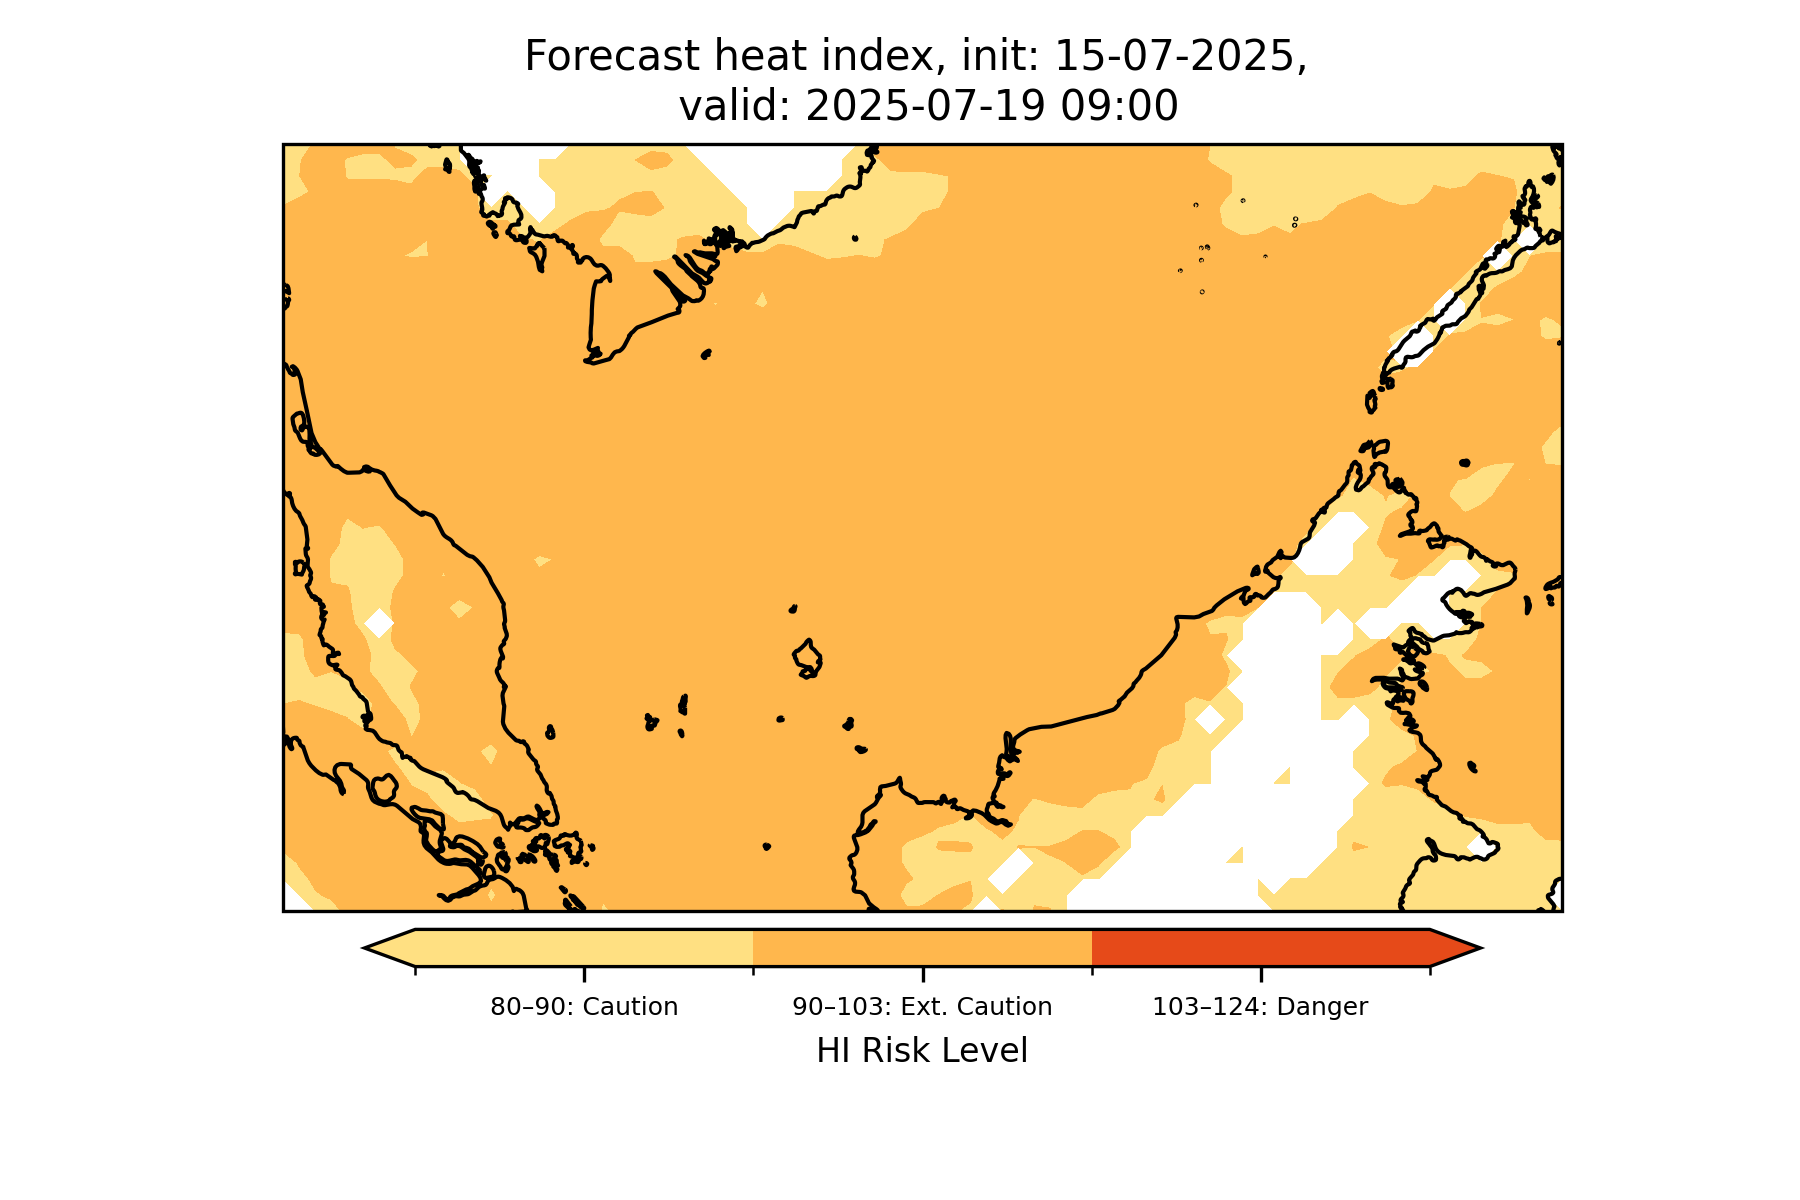 Forecast heat index, init: 15-07-2025,
valid: 2025-07-19 09:00
80–90: Caution
90–103: Ext. Caution
103–124: Danger
HI Risk Level